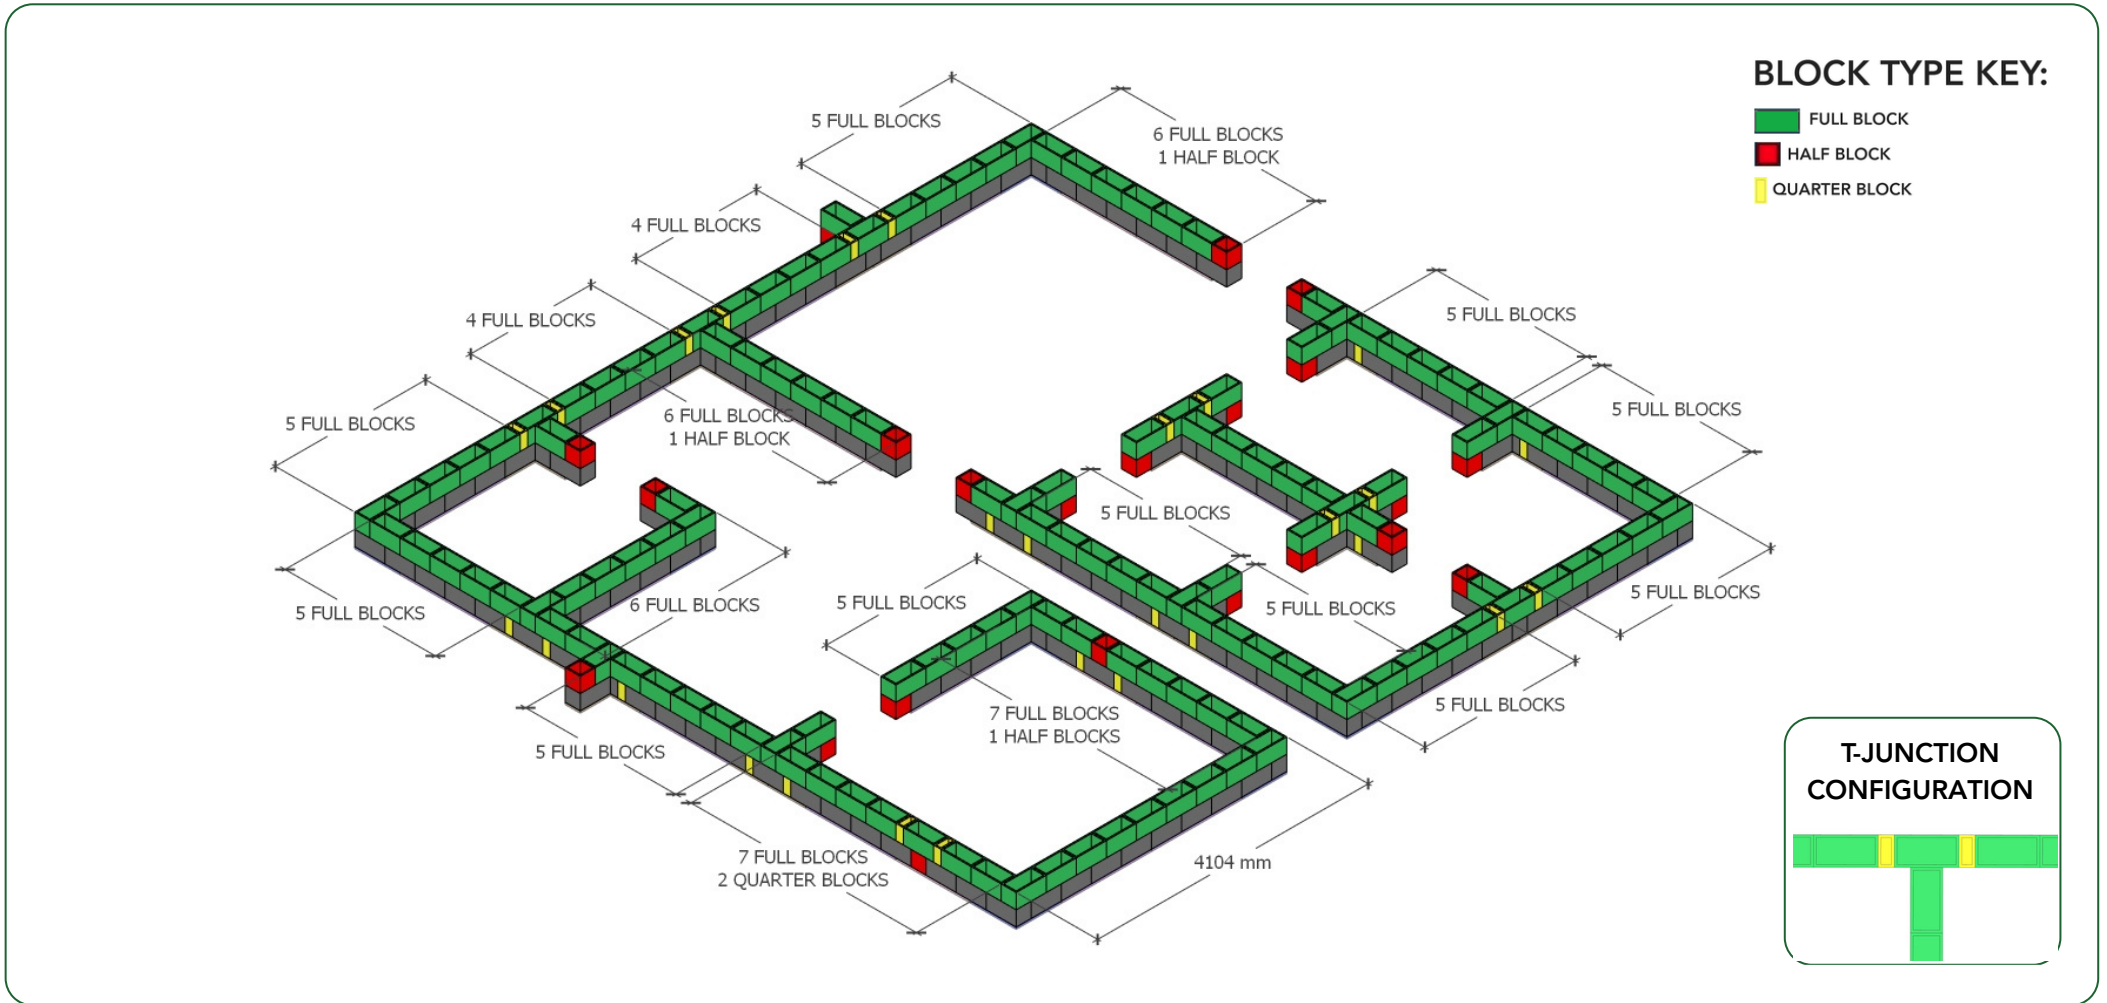 BLOCK TYPE KEY:
FULL BLOCK
HALF BLOCK
QUARTER BLOCK
5 FULL BLOCKS
6 FULL BLOCKS
1 HALF BLOCK
4 FULL BLOCKS
4 FULL BLOCKS
5 FULL BLOCKS
5 FULL BLOCKS
5 FULL BLOCKS
6 FULL BLOCKS
1 HALF BLOCK
5 FULL BLOCKS
5 FULL BLOCKS
6 FULL BLOCKS
5 FULL BLOCKS
5 FULL BLOCKS
5 FULL BLOCKS
5 FULL BLOCKS
7 FULL BLOCKS
1 HALF BLOCKS
5 FULL BLOCKS
7 FULL BLOCKS
2 QUARTER BLOCKS
4104 mm
T-JUNCTION
CONFIGURATION